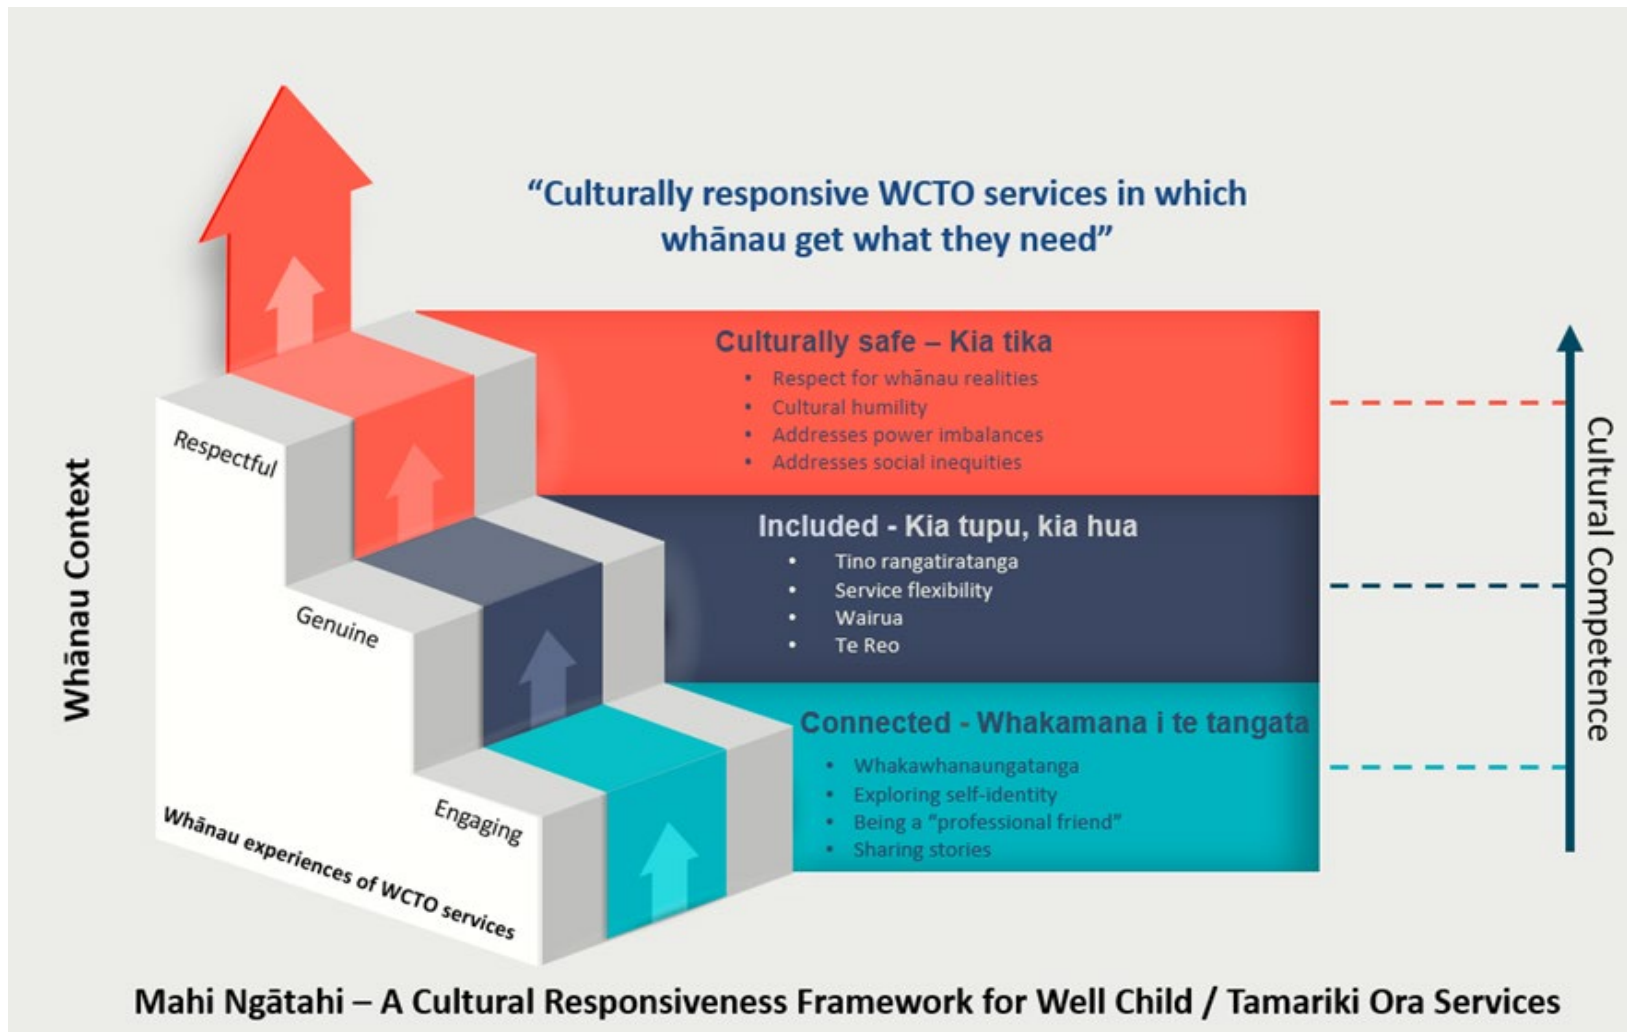 “Culturally responsive WCTO services in which
whānau get what they need”
Culturally safe – Kia tika
• Respect for whānau realities
• Cultural humility
• Addresses power imbalances
• Addresses social inequities
Respectful
Included - Kia tupu, kia hua
• Tino rangatiratanga
• Service flexibility
• Wairua
• Te Reo
Genuine
Connected - Whakamana i te tangata
• Whakawhanaungatanga
• Exploring self-identity
• Being a “professional friend”
• Sharing stories
Engaging
Whānau experiences of WCTO services
Whānau Context
Cultural Competence
Mahi Ngātahi – A Cultural Responsiveness Framework for Well Child / Tamariki Ora Services